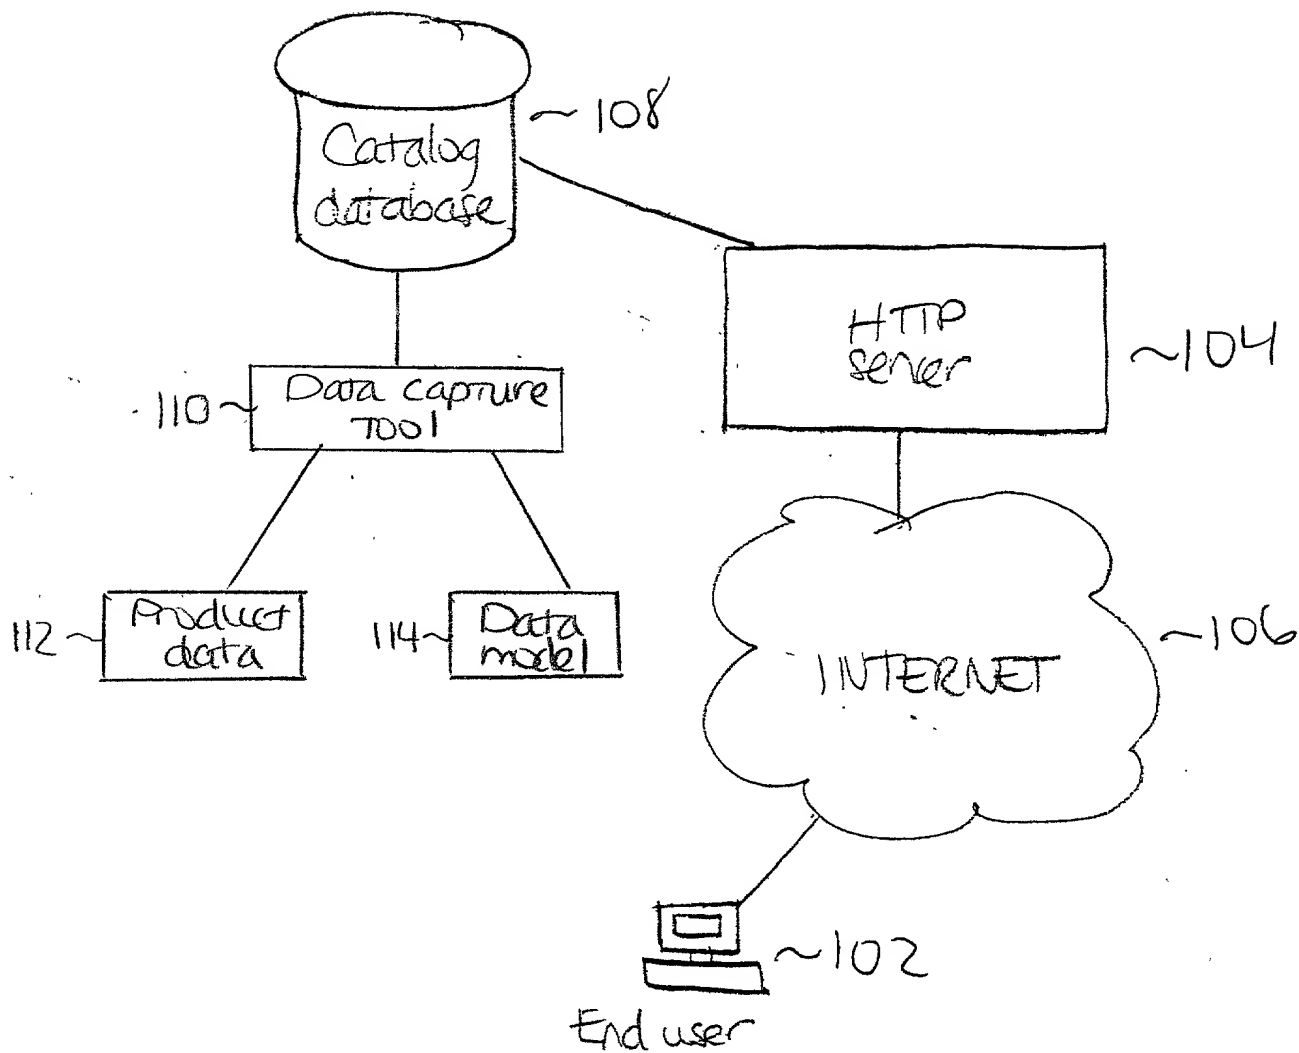 108
Catalog
database
HTTP
server
104
110
Data capture
TOOl
112
Product
data
114
Data
model
INTERNET
106
102
End user